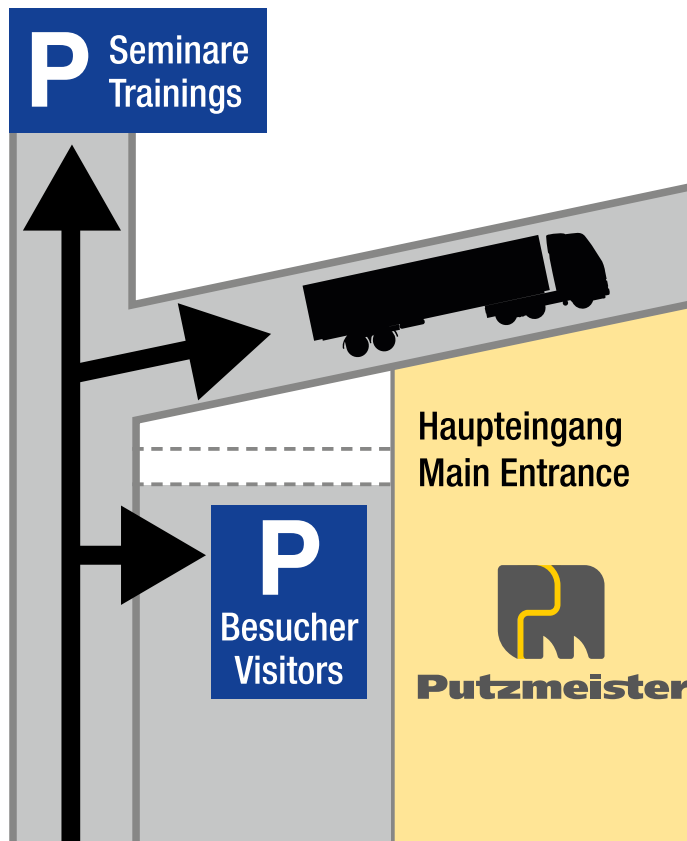 P
Seminare
Trainings
Haupteingang
Main Entrance
P
Besucher
Visitors
Putzmeister